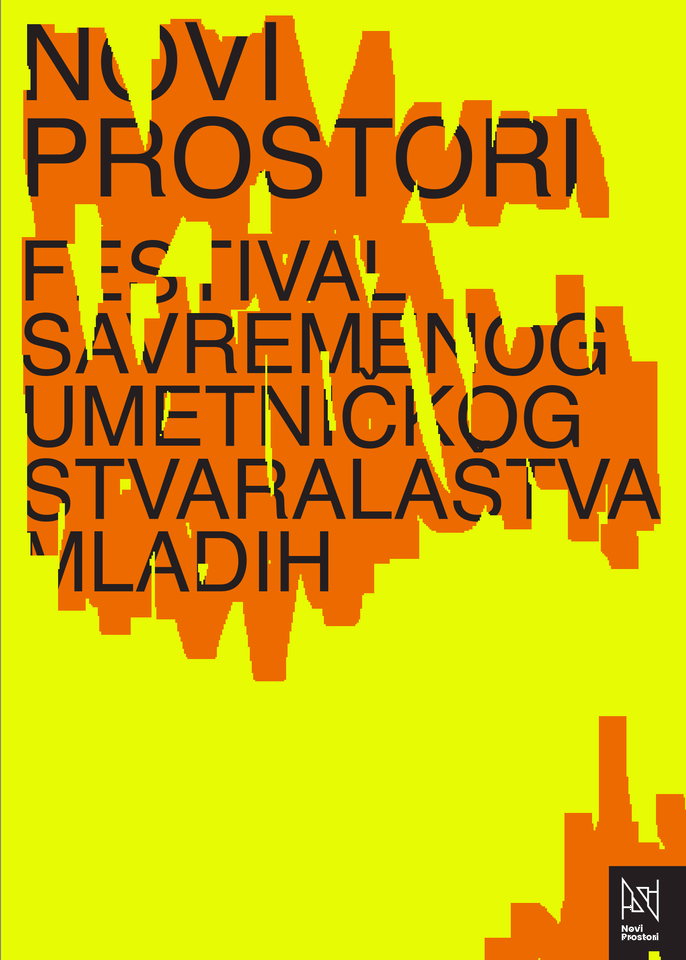 NOVI
PROSTORI
FESTIVAL
SAVREMENOG
UMETNIČKOG
STVARALAŠTVA
MLADIH
Novi
Prostori